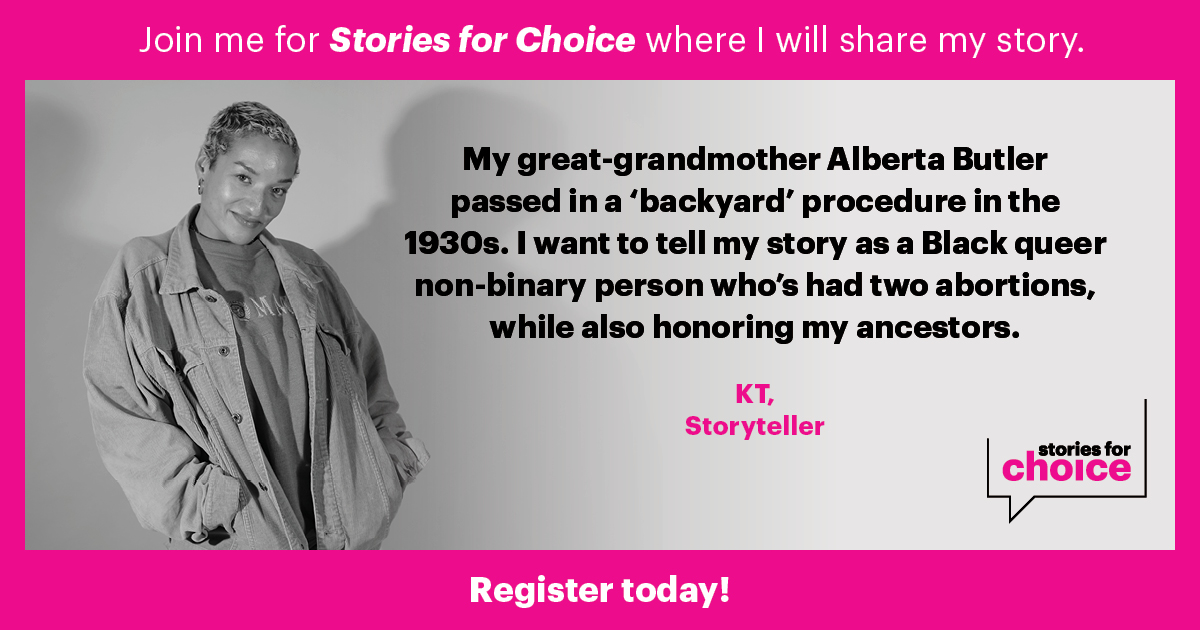 Join me for Stories for Choice where I will share my story.
My great-grandmother Alberta Butler
passed in a ‘backyard’ procedure in the
1930s. I want to tell my story as a Black queer
non-binary person who’s had two abortions,
while also honoring my ancestors.
KT,
Storyteller
stories for
choice
Register today!